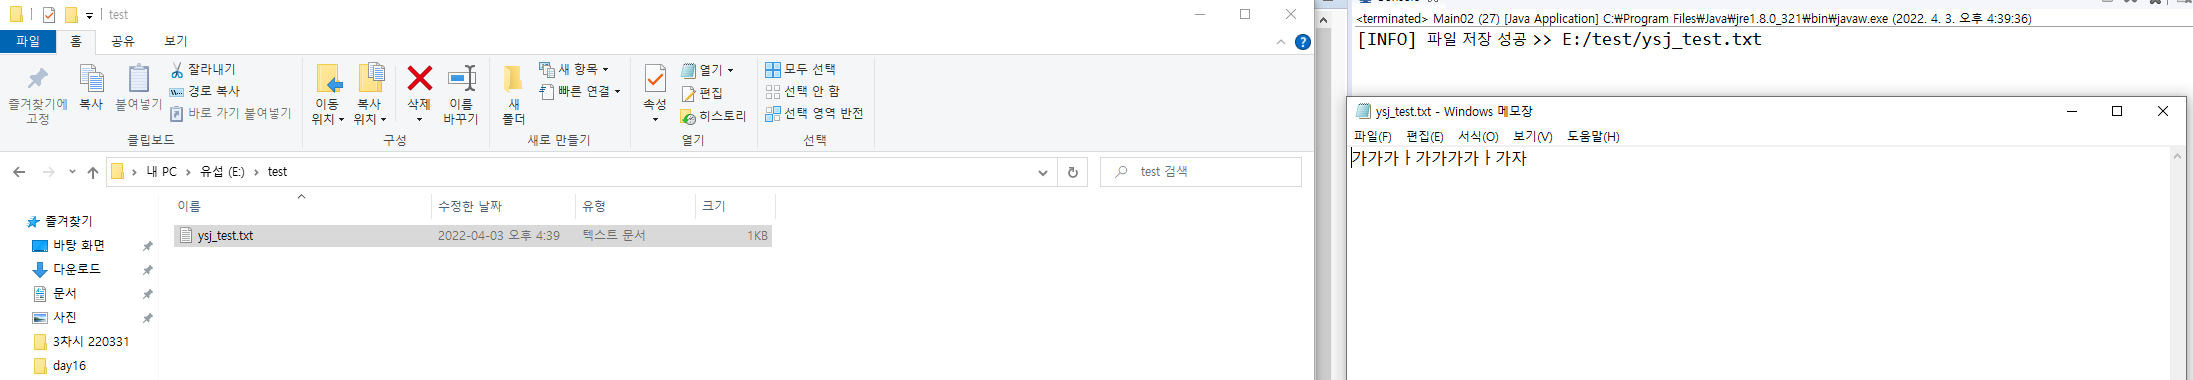 test
파일 홈 공유 보기
즐겨찾기에 고정
복사
붙여넣기
잘라내기
경로 복사
바로 가기 붙여넣기
클립보드
이동 위치
복사 위치
삭제
이름 바꾸기
구성
새 폴더
새 항목
빠른 연결
새로 만들기
속성
열기
편집
히스토리
열기
모두 선택
선택 안 함
선택 영역 반전
선택
내 PC > 유섭 (E:) > test
test 검색
이름 수정한 날짜 유형 크기
ysj_test.txt 2022-04-03 오후 4:39 텍스트 문서 1KB
즐겨찾기
바탕 화면
다운로드
문서
사진
3차시 220331
day16
<terminated> Main02 (27) [Java Application] C:₩Program Files₩Java₩jre1.8.0_321₩bin₩javaw.exe (2022. 4. 3. 오후 4:39:36)
[INFO] 파일 저장 성공 >> E:/test/ysj_test.txt
ysj_test.txt - Windows 메모장
파일(F) 편집(E) 서식(O) 보기(V) 도움말(H)
가가가ㅏ가가가가ㅏ가자